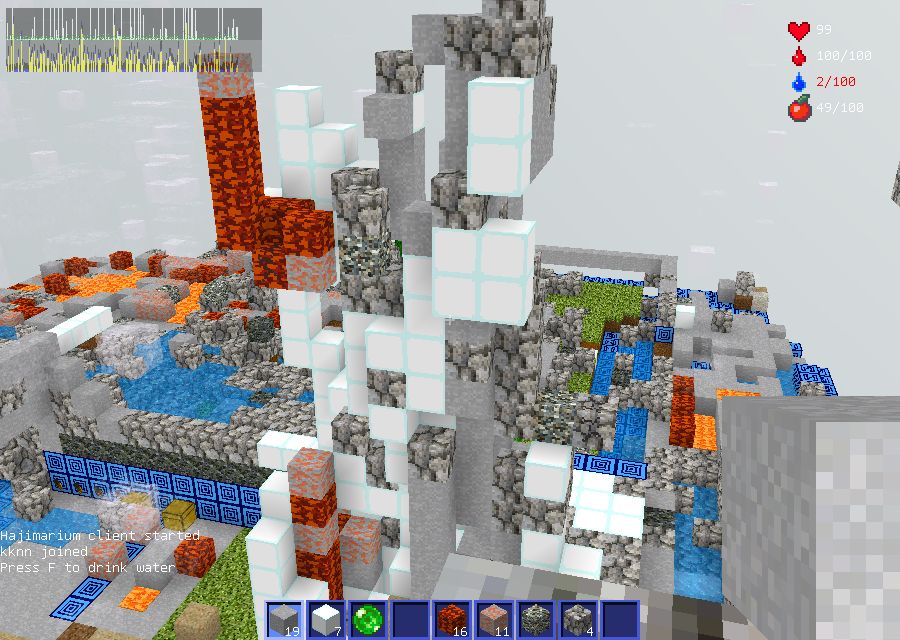 99
100/100
2/100
49/100
Hajimarium client started
kknn joined
Press F to drink water
19 7 16 11 4